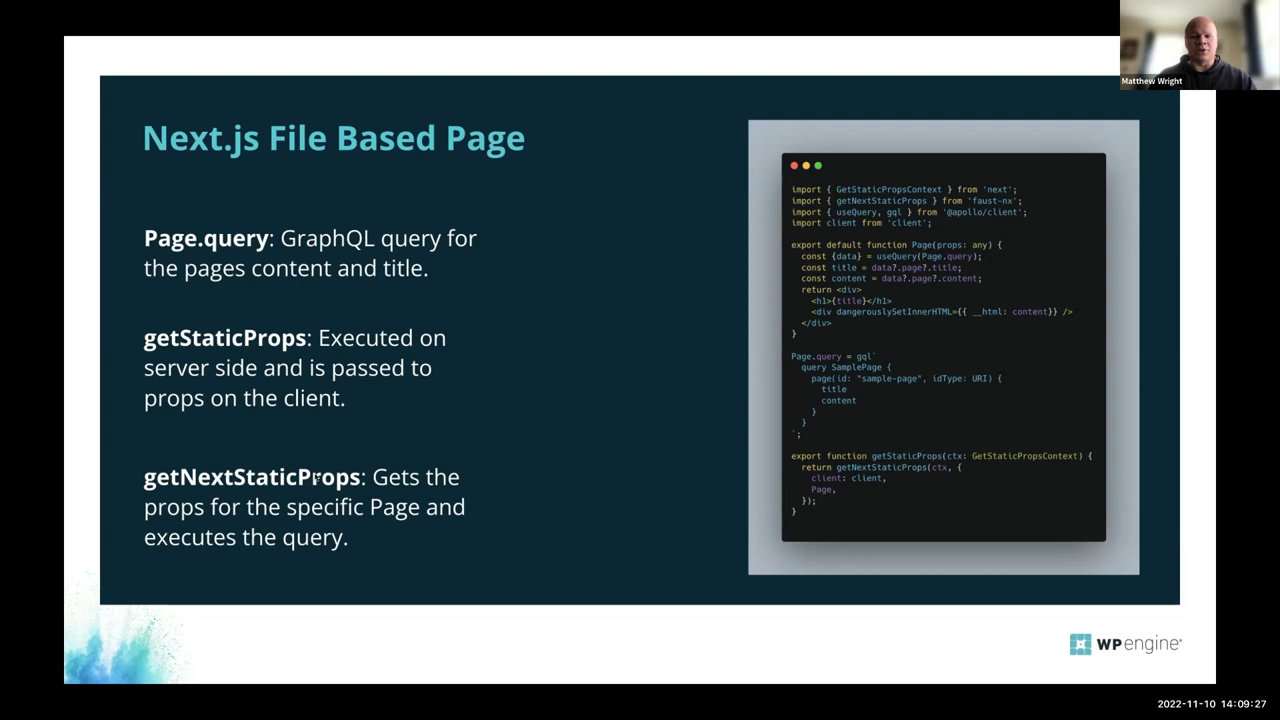 Matthew Wright
Next.js File Based Page
Page.query: GraphQL query for
the pages content and title.
getStaticProps: Executed on
server side and is passed to
props on the client.
getNextStaticProps: Gets the
props for the specific Page and
executes the query.
import { GetStaticPropsContext } from 'next';
import { getNextStaticProps } from 'faust-nx';
import { useQuery, gql } from '@apollo/client';
import client from 'client';
export default function Page(props: any) {
  const {data} = useQuery(Page.query);
  const title = data?.page?.title;
  const content = data?.page?.content;
  return <div>
    <h1>{title}</h1>
    <div dangerouslySetInnerHTML={{ __html: content}} />
  </div>
}
Page.query = gql`
  query SamplePage {
    page(id: "sample-page", idType: URI) {
      title
      content
    }
  }
`;
export function getStaticProps(ctx: GetStaticPropsContext) {
  return getNextStaticProps(ctx, {
    client: client,
    Page,
  });
}
WP engine®
2022-11-10 14:09:27